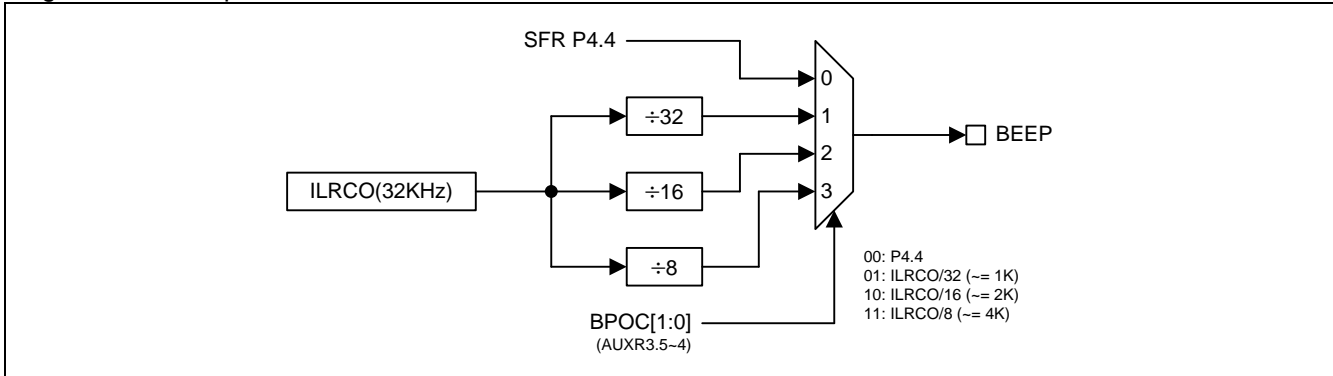 SFR P4.4
0
÷32
1
BEEP
2
ILRCO(32KHz)
÷16
3
÷8
00: P4.4
01: ILRCO/32 (~= 1K)
10: ILRCO/16 (~= 2K)
11: ILRCO/8 (~= 4K)
BPOC[1:0]
(AUXR3.5~4)